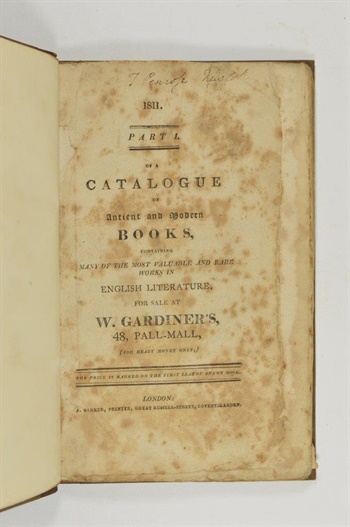 1811.
PART I.
OF A
CATALOGUE
OF
Antient and Modern
BOOKS,
CONTAINING
MANY OF THE MOST VALUABLE AND RARE
WORKS IN
ENGLISH LITERATURE,
FOR SALE AT
W. GARDINER'S,
48, PALL-MALL,
(FOR READY MONEY ONLY,)
THE PRICE IS MARKED ON THE FIRST LEAF OF EVERY BOOK.
LONDON:
PRINTER, GREAT RUSSELL-STREET, COVENT-GARDEN.